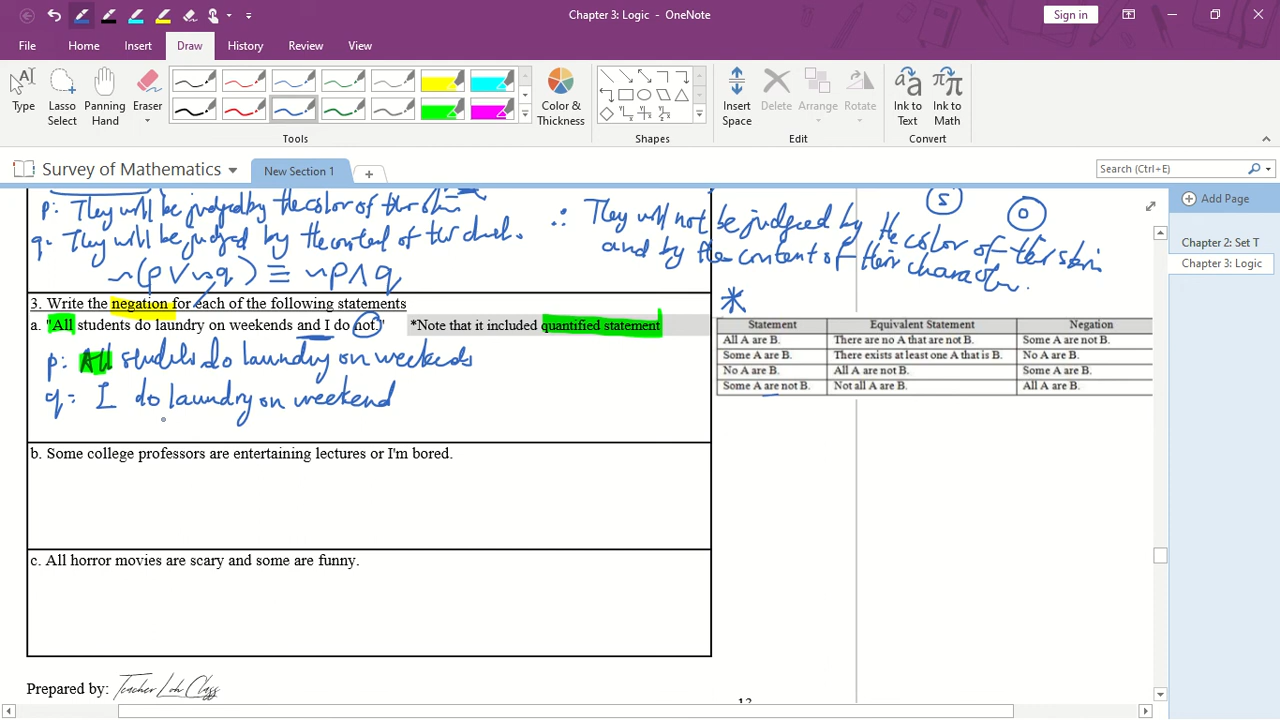 Chapter 3: Logic - OneNote
Sign in
File Home Insert Draw History Review View
Type
Lasso Select
Panning Hand
Eraser
Color & Thickness
Insert Space
Delete
Arrange
Rotate
Ink to Text
Ink to Math
Tools
Shapes
Edit
Convert
Survey of Mathematics
New Section 1
Search (Ctrl+E)
Add Page
Chapter 2: Set T
Chapter 3: Logic
p: They will be judged by the color of their skin
q: They will be judged by the content of their
~(p ∨ ~q) ≡ ~p ∧ q
∴ They will not be judged by the color of their skin
and by the content of their character.
S
O
3. Write the negation for each of the following statements
a. "All students do laundry on weekends and I do not." *Note that it included quantified statement
p: All students do laundry on weekends
q: I do laundry on weekend
*
Statement Equivalent Statement Negation
All A are B. There are no A that are not B. Some A are not B.
Some A are B. There exists at least one A that is B. No A are B.
No A are B. All A are not B. Some A are B.
Some A are not B. Not all A are B. All A are B.
b. Some college professors are entertaining lectures or I'm bored.
c. All horror movies are scary and some are funny.
Prepared by: Teacher Loh Class
13